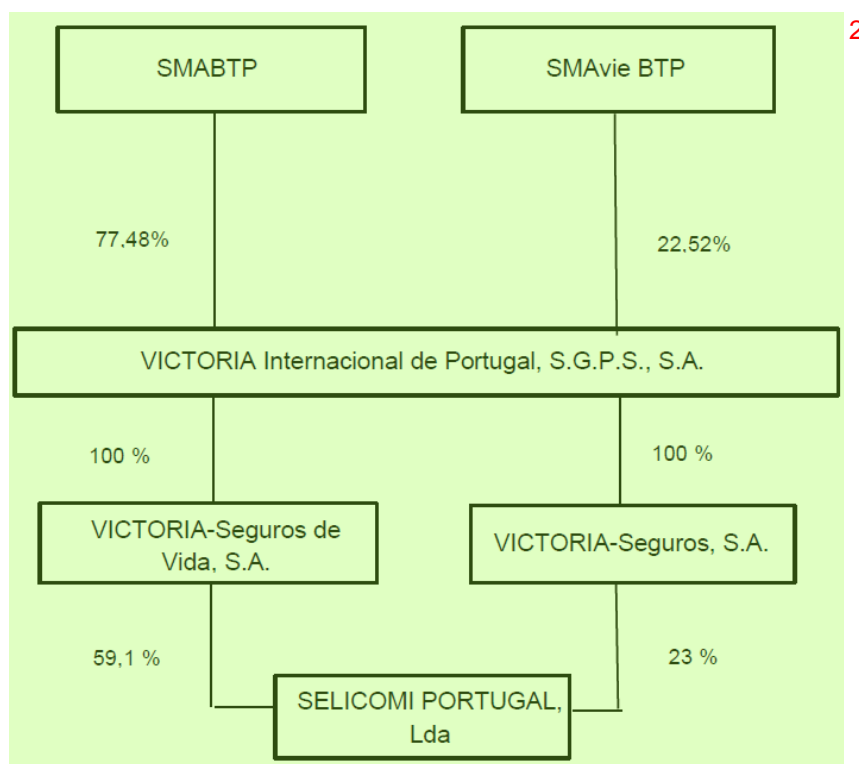 2
SMABTP
SMAvie BTP
77,48%
22,52%
VICTORIA Internacional de Portugal, S.G.P.S., S.A.
100 %
100 %
VICTORIA-Seguros de
Vida, S.A.
VICTORIA-Seguros, S.A.
59,1 %
23 %
SELICOMI PORTUGAL,
Lda